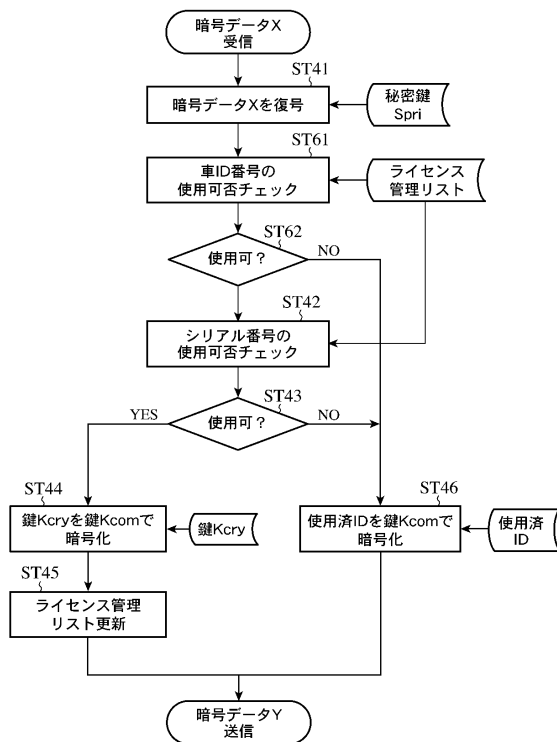 暗号データX
受信
ST41
暗号データXを復号
秘密鍵
Spri
ST61
車ID番号の
使用可否チェック
ライセンス
管理リスト
ST62
使用可？
NO
ST42
シリアル番号の
使用可否チェック
ST43
YES
使用可？
NO
ST44
鍵Kcryを鍵Kcomで
暗号化
鍵Kcry
ST46
使用済IDを鍵Kcomで
暗号化
使用済
ID
ST45
ライセンス管理
リスト更新
暗号データY
送信